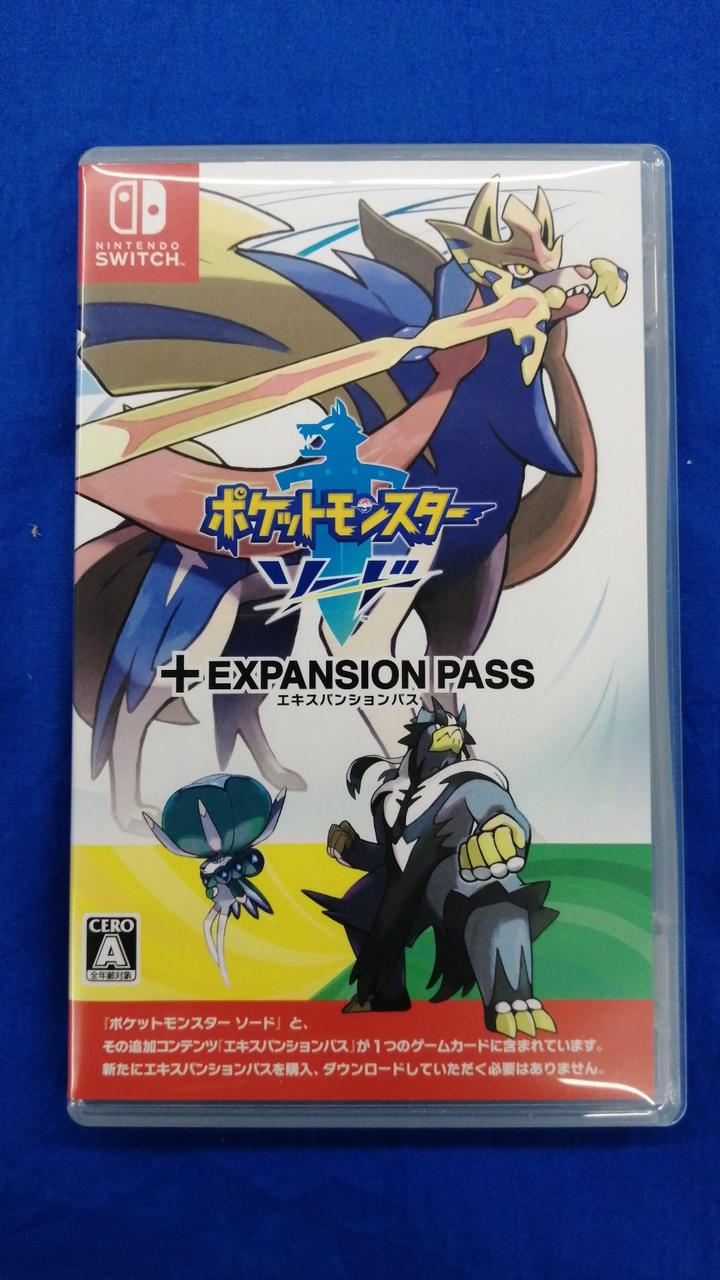 NINTENDO
SWITCH™
ポケットモンスター
ソード™
+EXPANSION PASS
エキスパンションパス
CERO
A
全年齢対象
『ポケットモンスター ソード』と、
その追加コンテンツ『エキスパンションパス』が1つのゲームカードに含まれています。
新たにエキスパンションパスを購入、ダウンロードしていただく必要はありません。